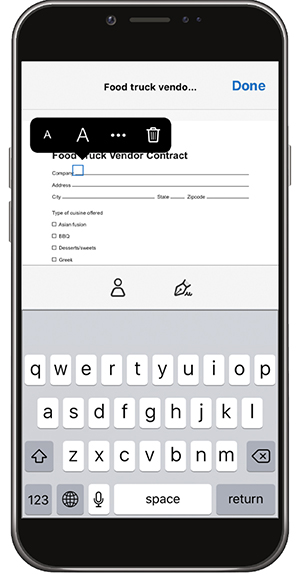 Food truck vendo...
Done
A A
Food Truck Vendor Contract
Company
Address
City State Zipcode
Type of cuisine offered
Asian fusion
BBQ
Desserts/sweets
Greek
q w e r t y u i o p
a s d f g h j k l
z x c v b n m
123 space return